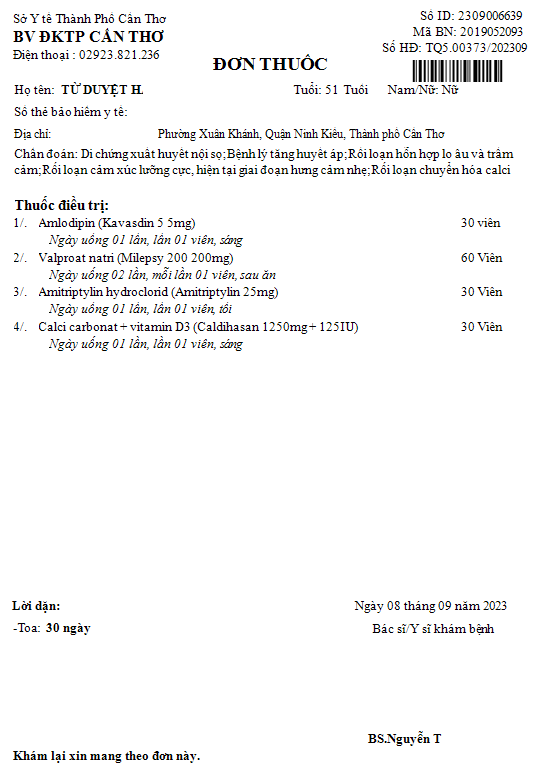 Sở Y tế Thành Phố Cần Thơ
BV ĐKTP CẦN THƠ
Điện thoại : 02923.821.236
Số ID: 2309006639
Mã BN: 2019052093
Số HĐ: TQ5.00373/202309
ĐƠN THUỐC
Họ tên: TỪ DUYỆT H. Tuổi: 51 Tuổi Nam/Nữ: Nữ
Số thẻ bảo hiểm y tế:
Địa chỉ: Phường Xuân Khánh, Quận Ninh Kiều, Thành phố Cần Thơ
Chẩn đoán: Di chứng xuất huyết nội sọ;Bệnh lý tăng huyết áp;Rối loạn hỗn hợp lo âu và trầm
cảm;Rối loạn cảm xúc lưỡng cực, hiện tại giai đoạn hưng cảm nhẹ;Rối loạn chuyển hóa calci
Thuốc điều trị:
1/. Amlodipin (Kavasdin 5 5mg) 30 viên
Ngày uống 01 lần, lần 01 viên, sáng
2/. Valproat natri (Milepsy 200 200mg) 60 Viên
Ngày uống 02 lần, mỗi lần 01 viên, sau ăn
3/. Amitriptylin hydroclorid (Amitriptylin 25mg) 30 Viên
Ngày uống 01 lần, lần 01 viên, tối
4/. Calci carbonat + vitamin D3 (Caldihasan 1250mg + 125IU) 30 Viên
Ngày uống 01 lần, lần 01 viên, sáng
Lời dặn: Ngày 08 tháng 09 năm 2023
-Toa: 30 ngày Bác sĩ/Y sĩ khám bệnh
BS.Nguyễn T
Khám lại xin mang theo đơn này.